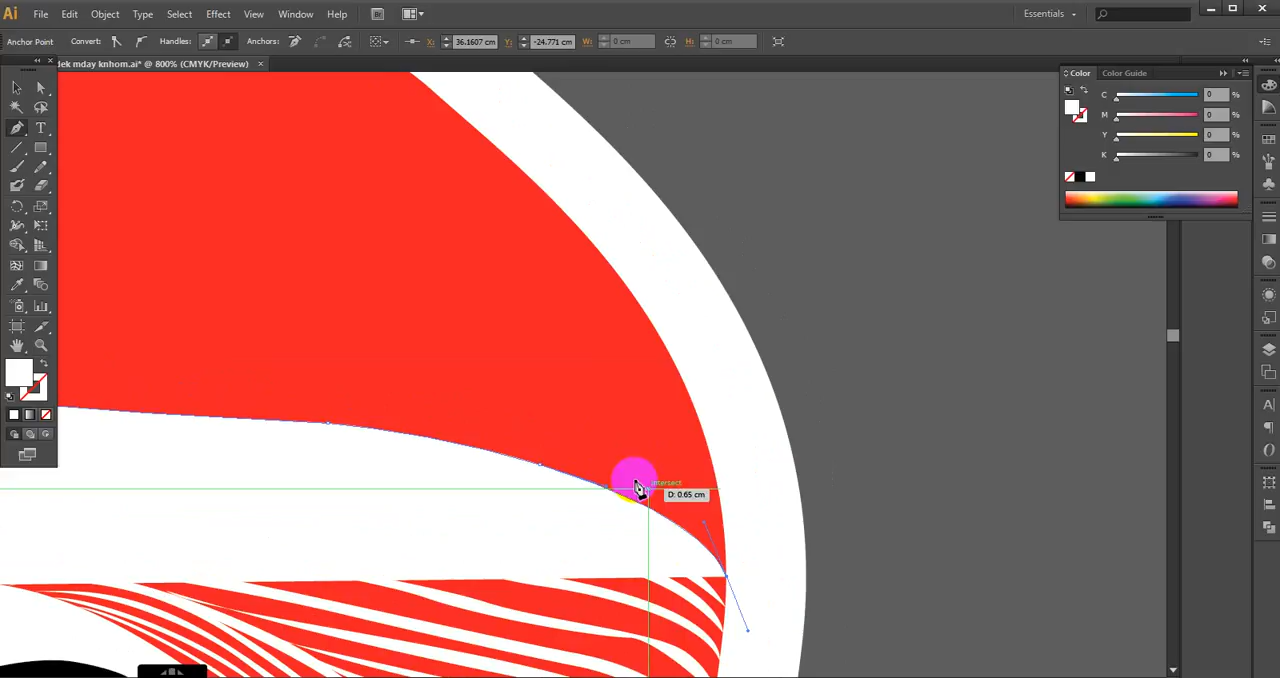 Ai File Edit Object Type Select Effect View Window Help Br Essentials
Anchor Point Convert: Handles: Anchors: X: 36.1607 cm Y: -24.771 cm W: 0 cm H: 0 cm
dek mday knhom.ai* @ 800% (CMYK/Preview) ×
Color Color Guide
C 0 %
M 0 %
Y 0 %
K 0 %
T
intersect
D: 0.65 cm